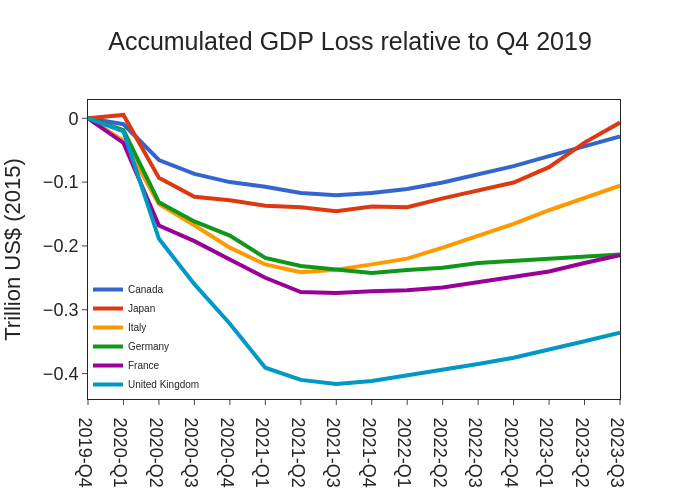 Accumulated GDP Loss relative to Q4 2019
Trillion US$ (2015)
0
−0.1
−0.2
−0.3
−0.4
Canada
Japan
Italy
Germany
France
United Kingdom
2019-Q4
2020-Q1
2020-Q2
2020-Q3
2020-Q4
2021-Q1
2021-Q2
2021-Q3
2021-Q4
2022-Q1
2022-Q2
2022-Q3
2022-Q4
2023-Q1
2023-Q2
2023-Q3